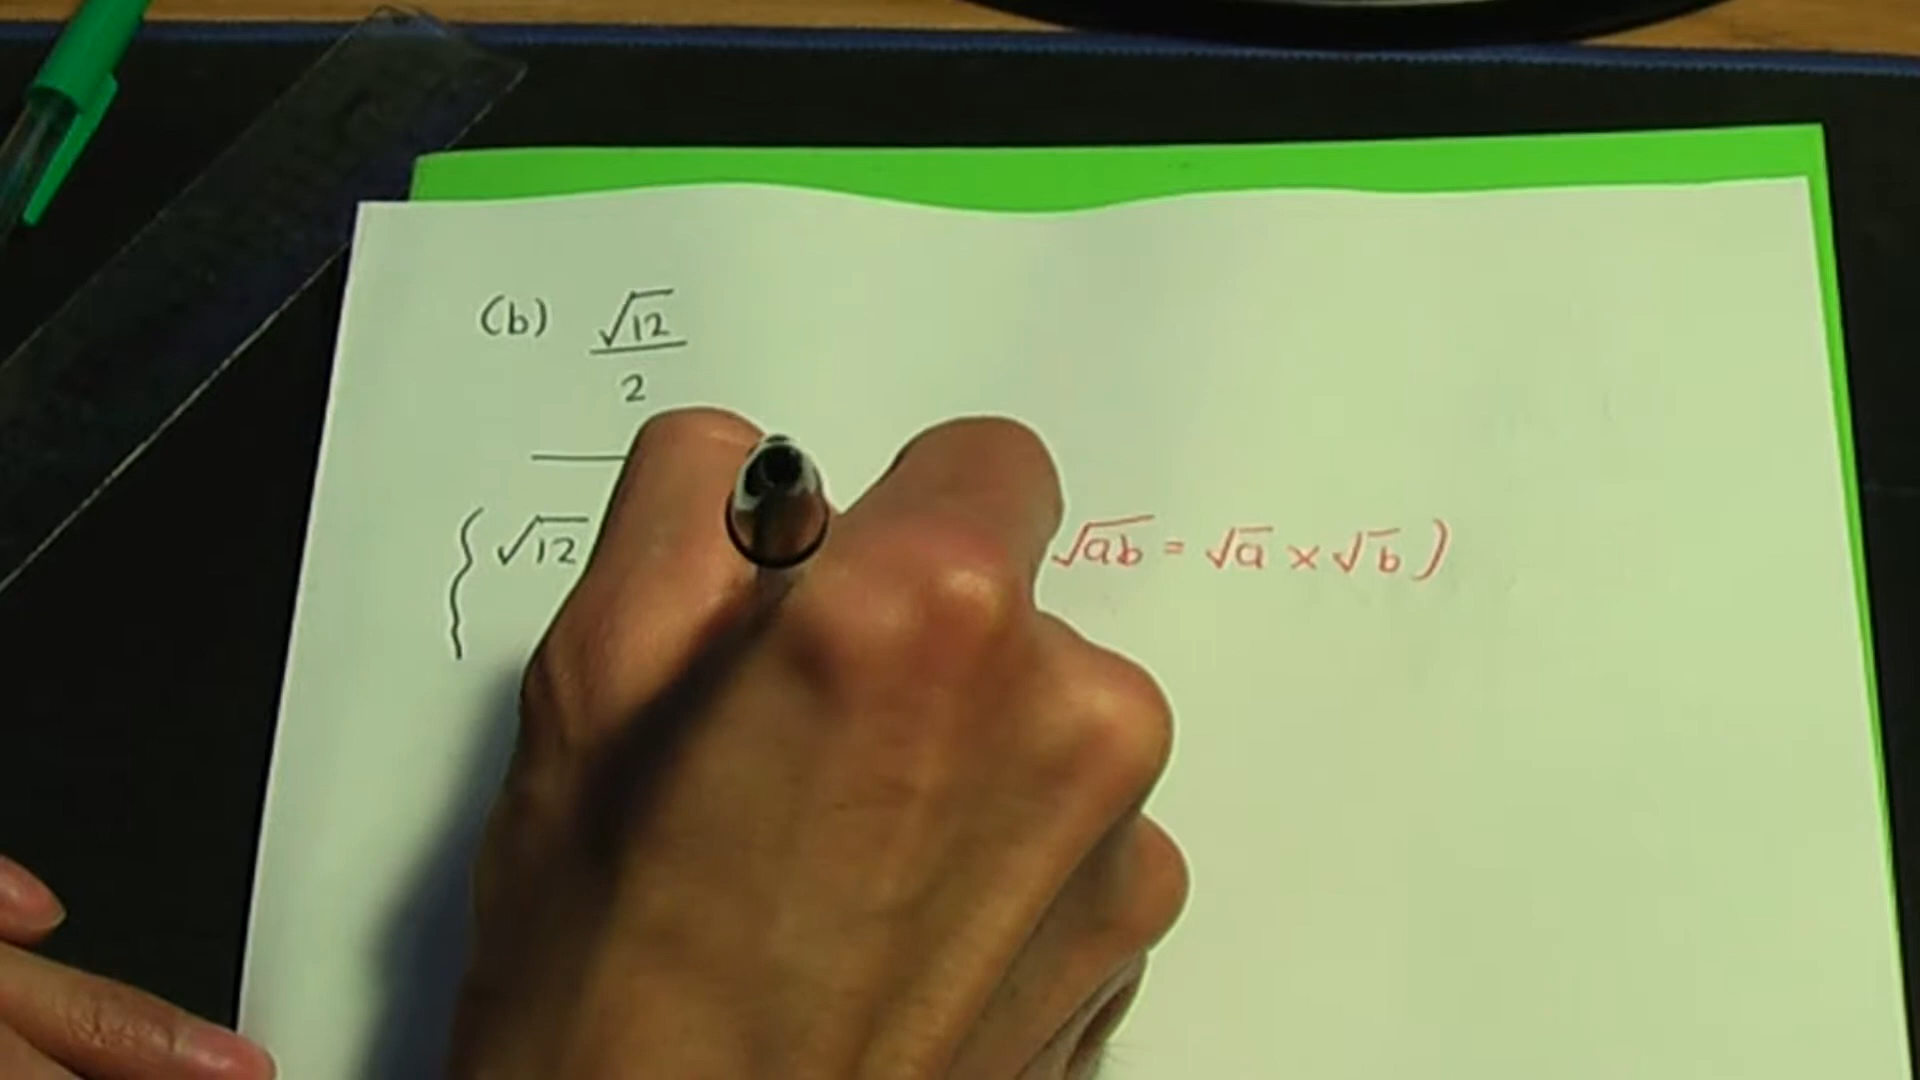 (b) √12
2
{ √12 √ab = √a × √b )